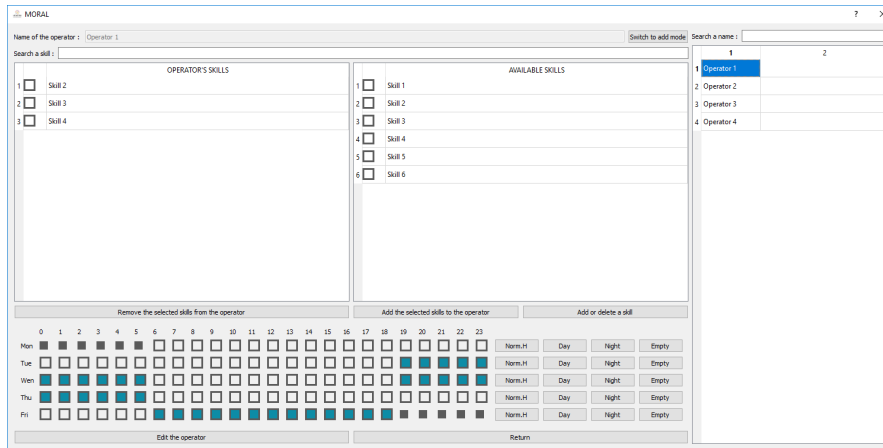 MORAL ? X
Name of the operator : Operator 1 Switch to add mode Search a name :
Search a skill :
OPERATOR'S SKILLS AVAILABLE SKILLS 1 2
1 Skill 2 1 Skill 1 1 Operator 1
2 Skill 3 2 Skill 2 2 Operator 2
3 Skill 4 3 Skill 3 3 Operator 3
4 Skill 4 4 Operator 4
5 Skill 5
6 Skill 6
Remove the selected skills from the operator Add the selected skills to the operator Add or delete a skill
0 1 2 3 4 5 6 7 8 9 10 11 12 13 14 15 16 17 18 19 20 21 22 23
Mon Norm.H Day Night Empty
Tue Norm.H Day Night Empty
Wen Norm.H Day Night Empty
Thu Norm.H Day Night Empty
Fri Norm.H Day Night Empty
Edit the operator Return